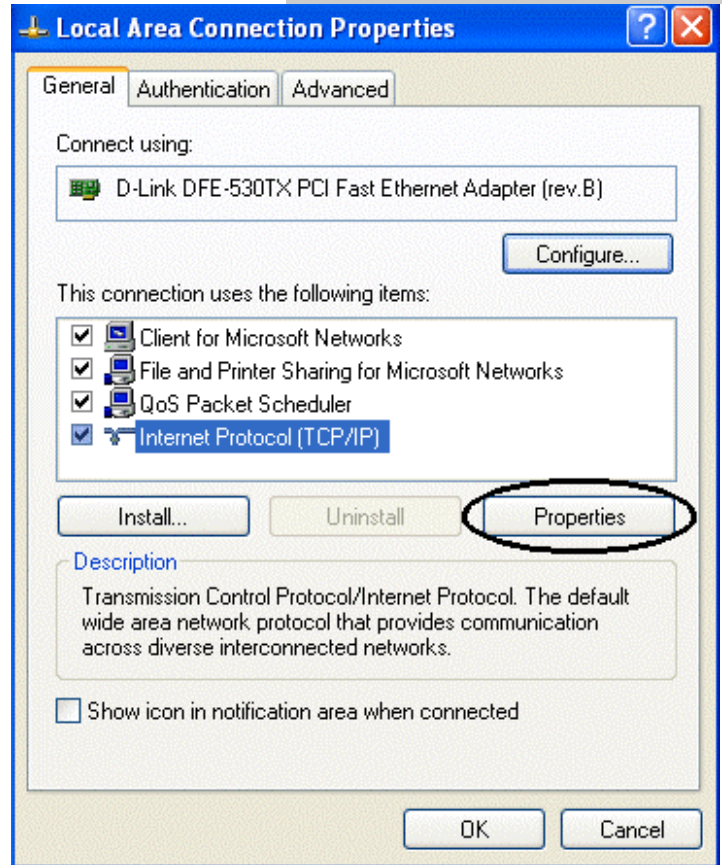 Local Area Connection Properties
?
General Authentication Advanced
Connect using:
D-Link DFE-530TX PCI Fast Ethernet Adapter (rev.B)
Configure...
This connection uses the following items:
Client for Microsoft Networks
File and Printer Sharing for Microsoft Networks
QoS Packet Scheduler
Internet Protocol (TCP/IP)
Install... Uninstall Properties
Description
Transmission Control Protocol/Internet Protocol. The default
wide area network protocol that provides communication
across diverse interconnected networks.
Show icon in notification area when connected
OK Cancel